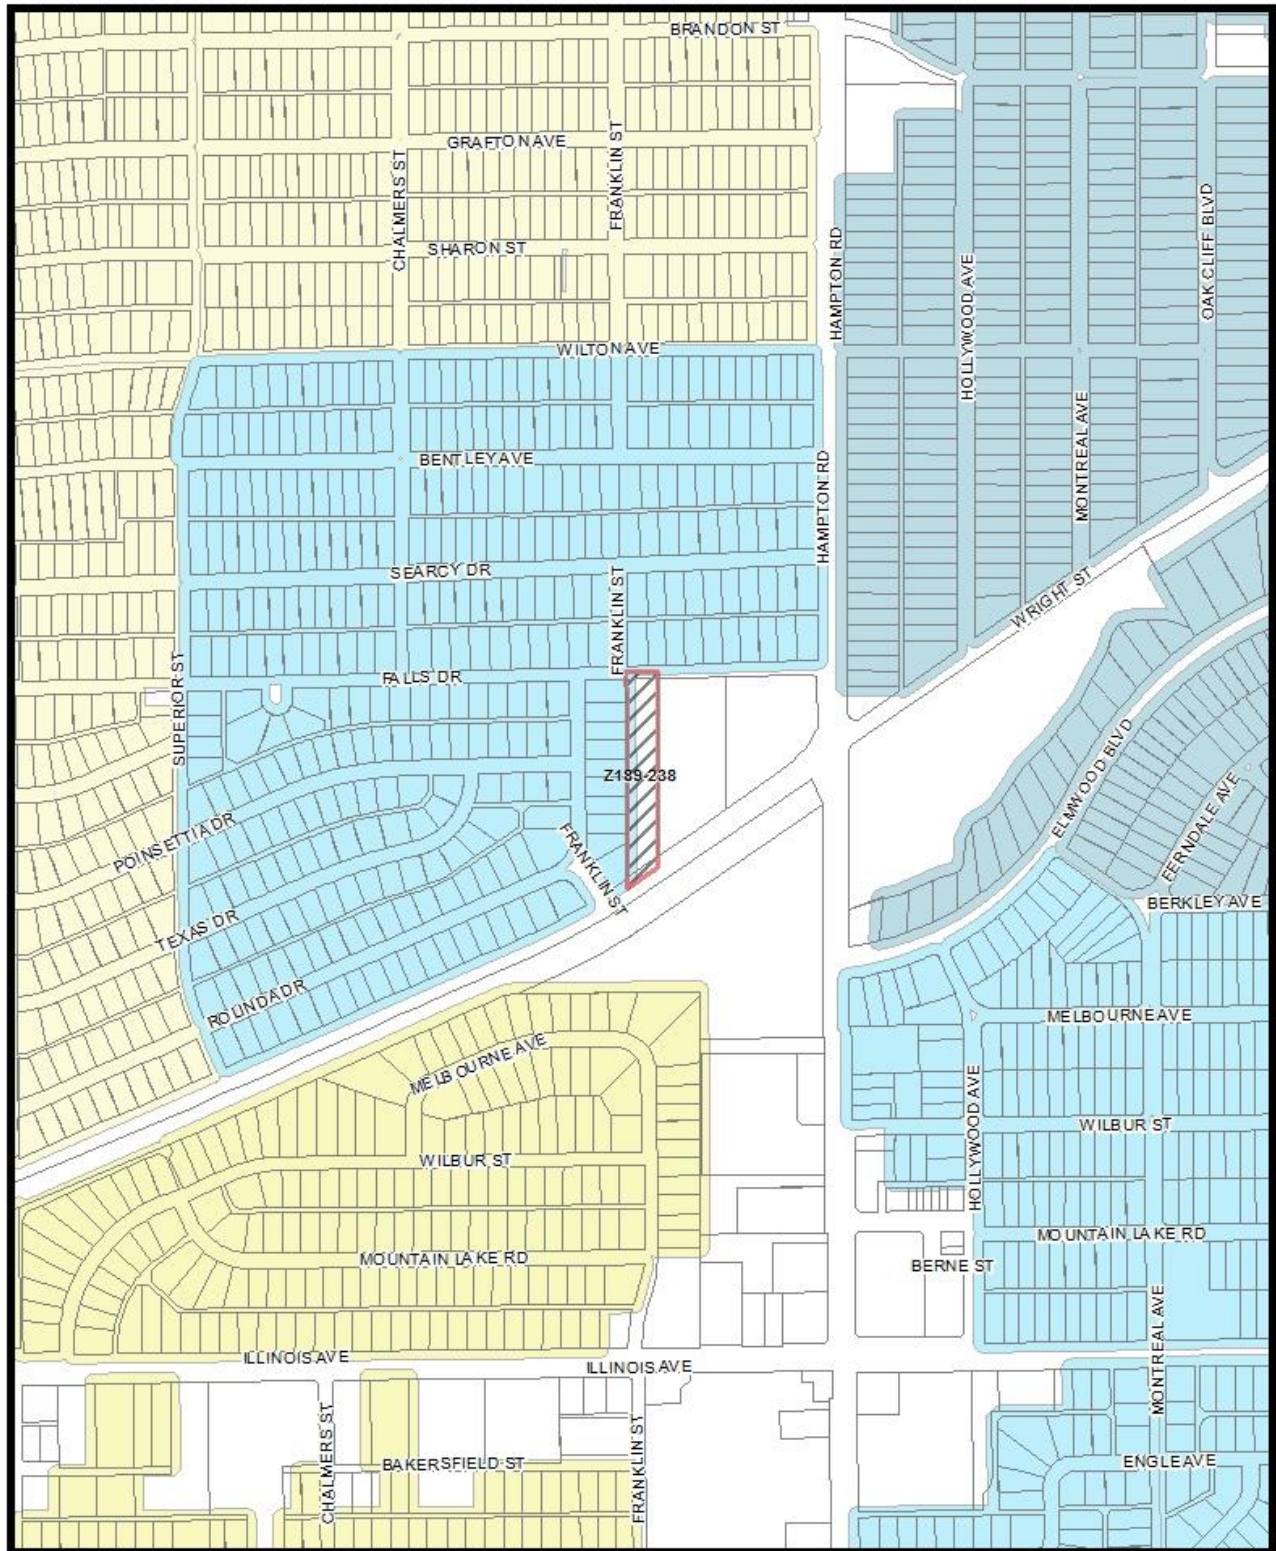 BRANDON ST
GRAFTON AVE
FRANKLIN ST
CHALMERS ST
SHARON ST
HAMPTON RD
HOLLYWOOD AVE
OAK CLIFF BLVD
WILTON AVE
MONTREAL AVE
BENTLEY AVE
HAMPTON RD
SEARCY DR
FRANKLIN ST
WRIGHT ST
SUPERIOR ST
FALLS DR
Z189-238
ELMWOOD BLVD
FERNDALE AVE
POINSETTIA DR
FRANKLIN ST
BERKLEY AVE
TEXAS DR
ROLINDA DR
MELBOURNE AVE
MELBOURNE AVE
HOLLYWOOD AVE
WILBUR ST
WILBUR ST
MOUNTAIN LAKE RD
MOUNTAIN LAKE RD
BERNE ST
MONTREAL AVE
ILLINOIS AVE
ILLINOIS AVE
CHALMERS ST
FRANKLIN ST
BAKERSFIELD ST
ENGLE AVE